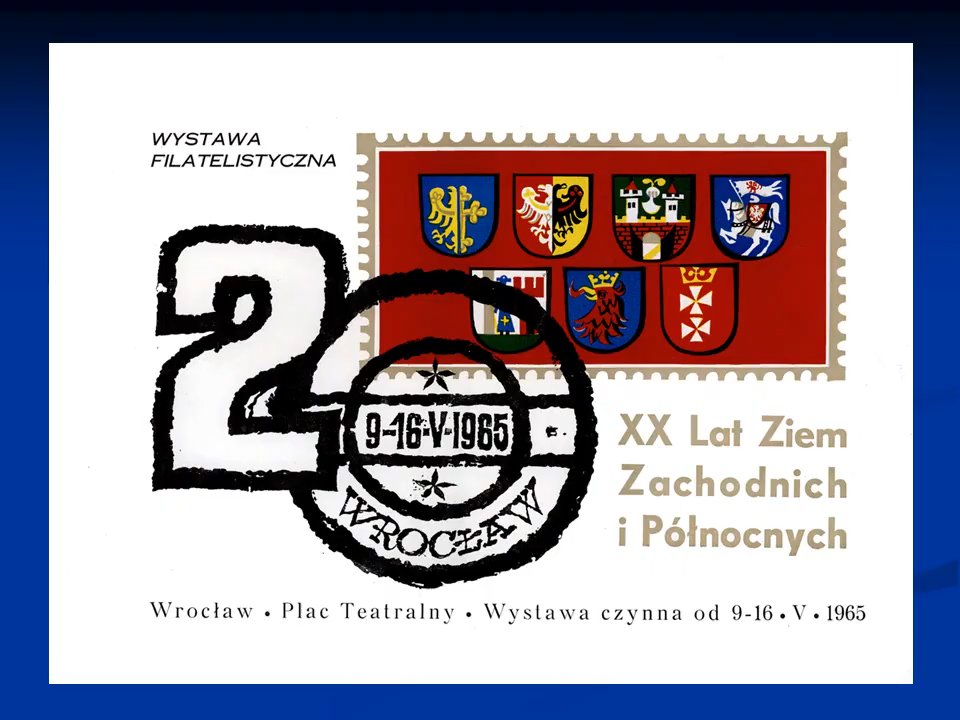 WYSTAWA
FILATELISTYCZNA
20
9-16-V-1965
WROCŁAW
XX Lat Ziem
Zachodnich
i Północnych
Wrocław • Plac Teatralny • Wystawa czynna od 9-16 • V • 1965